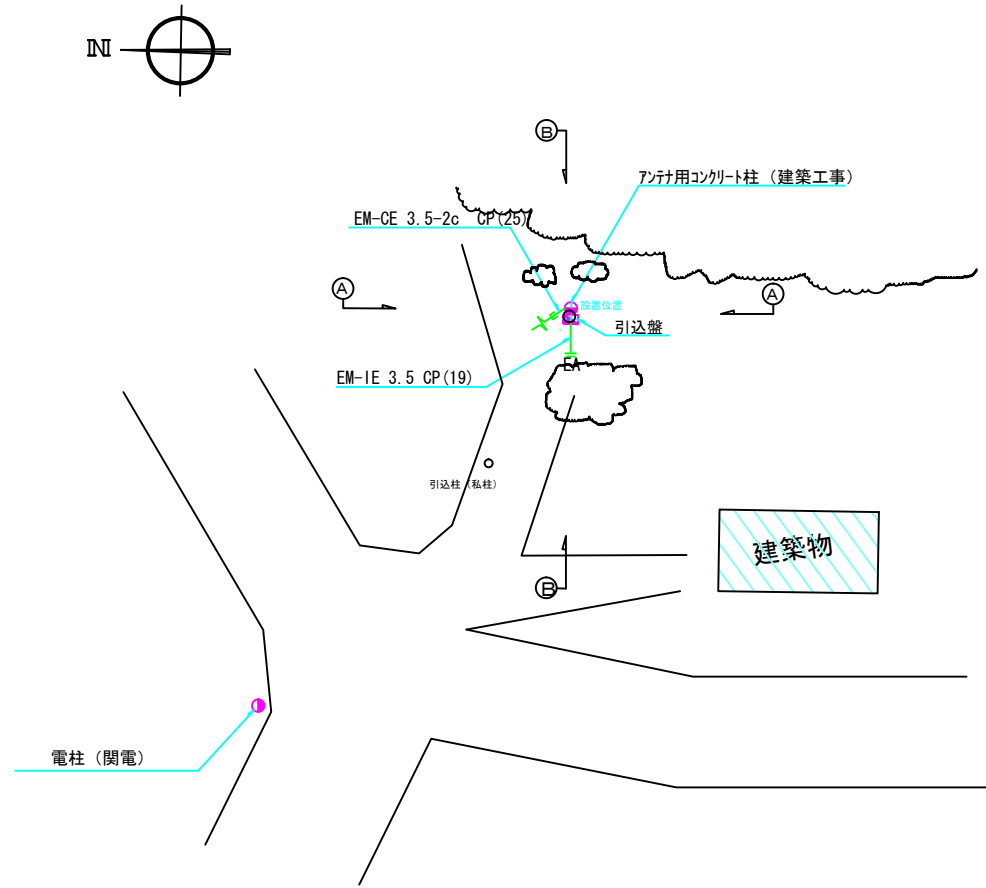 N
B
アンテナ用コンクリート柱（建築工事）
EM-CE 3.5-2c CP(25)
A
A
設置位置
引込盤
EA
EM-IE 3.5 CP(19)
引込柱（私柱）
建築物
B
電柱（関電）